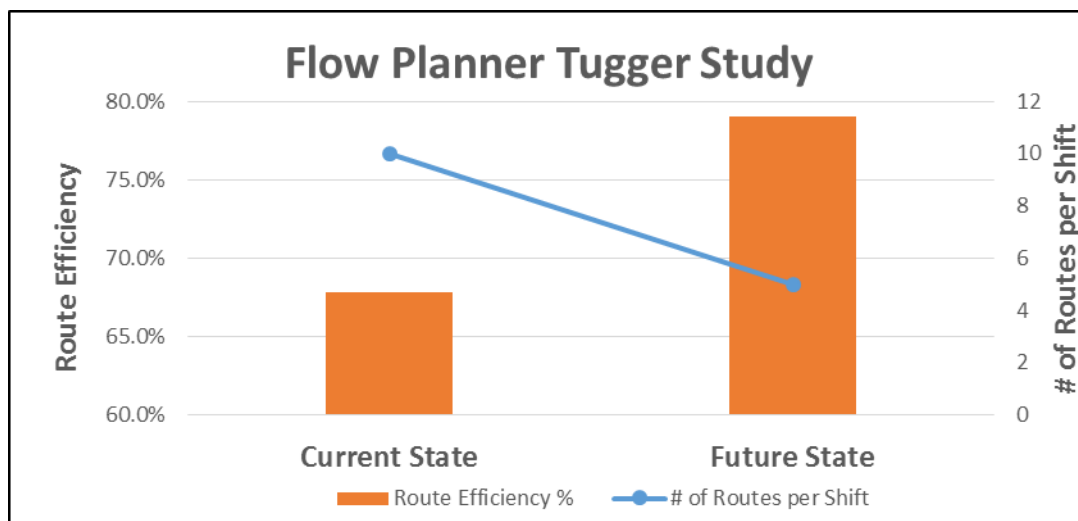 Flow Planner Tugger Study
Route Efficiency
80.0%
75.0%
70.0%
65.0%
60.0%
12
10
8
6
4
2
0
# of Routes per Shift
Current State
Future State
Route Efficiency %
# of Routes per Shift